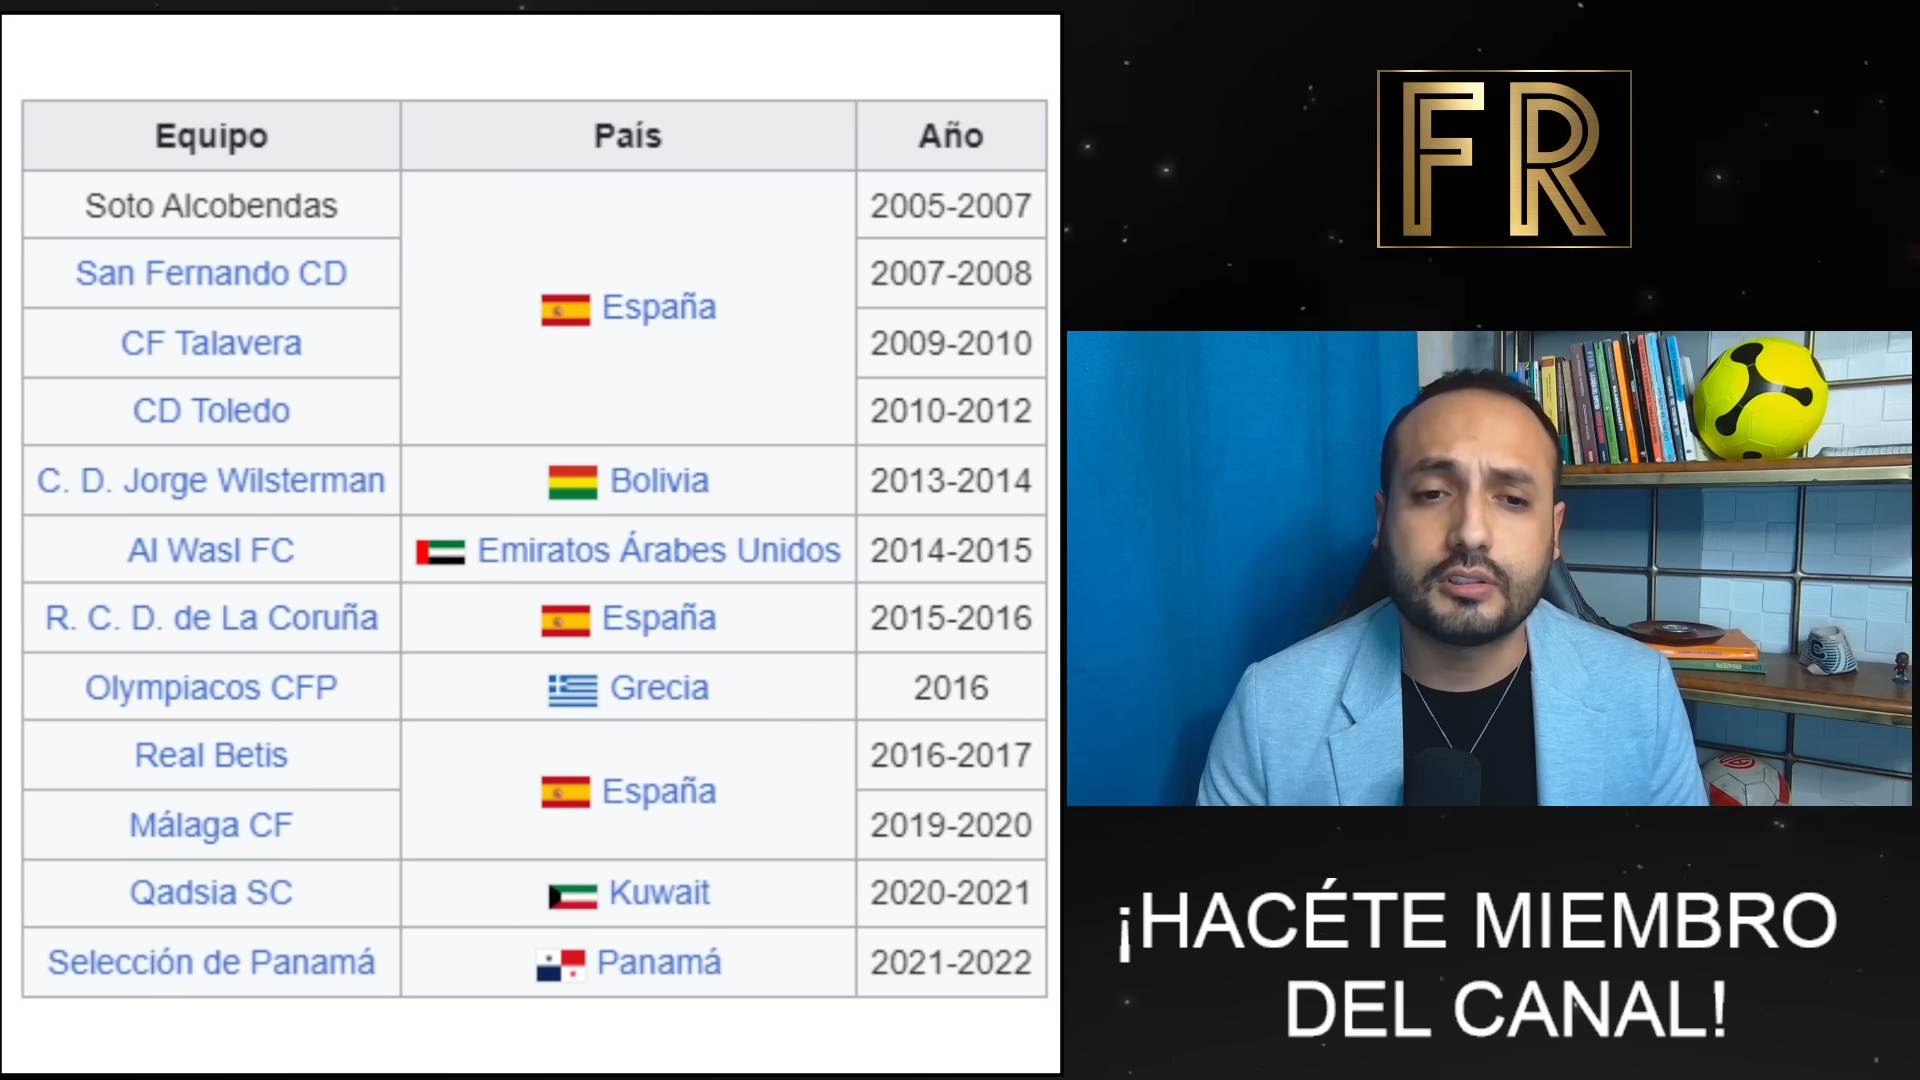 Equipo País Año
Soto Alcobendas 2005-2007
San Fernando CD 2007-2008
España
CF Talavera 2009-2010
CD Toledo 2010-2012
C. D. Jorge Wilsterman Bolivia 2013-2014
Al Wasl FC Emiratos Árabes Unidos 2014-2015
R. C. D. de La Coruña España 2015-2016
Olympiacos CFP Grecia 2016
Real Betis 2016-2017
España
Málaga CF 2019-2020
Qadsia SC Kuwait 2020-2021
Selección de Panamá Panamá 2021-2022
FR
¡HACÉTE MIEMBRO
DEL CANAL!